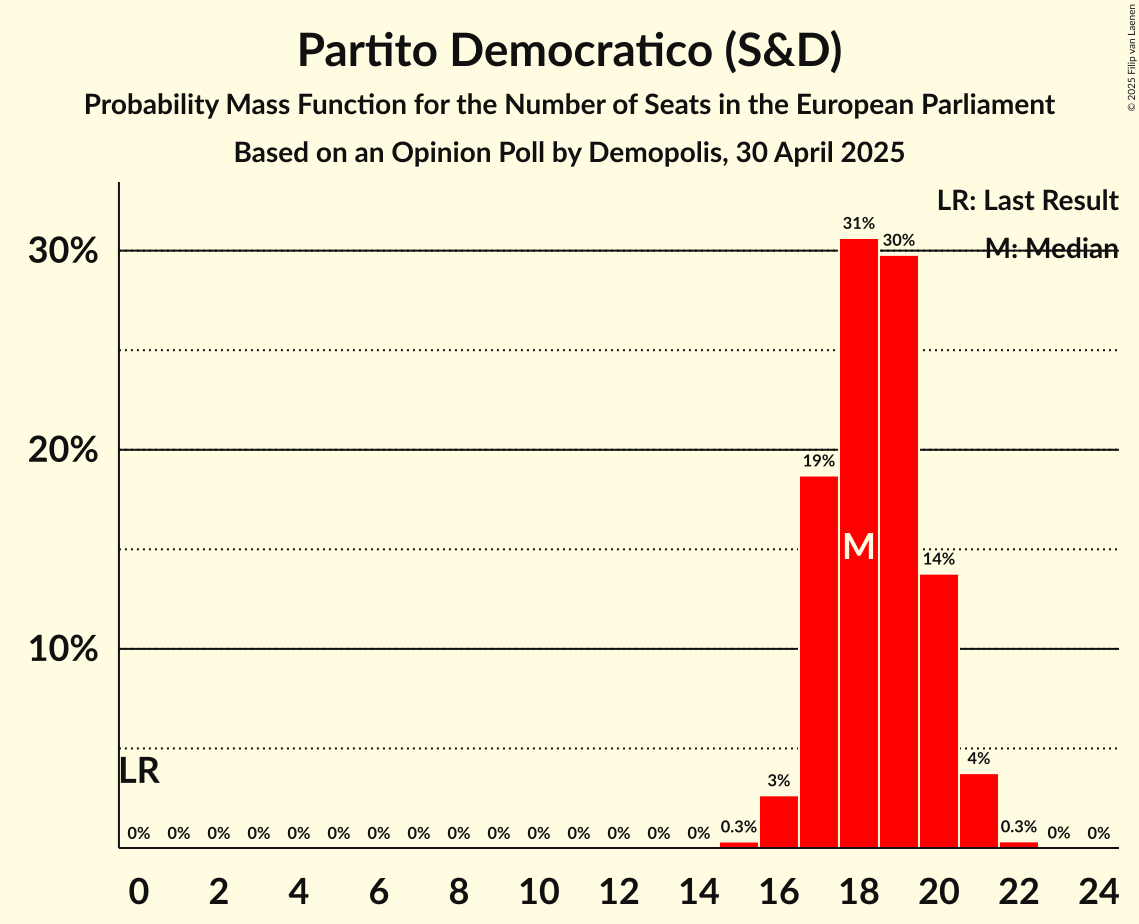 Partito Democratico (S&D)
Probability Mass Function for the Number of Seats in the European Parliament
Based on an Opinion Poll by Demopolis, 30 April 2025
© 2025 Filip van Laenen
LR: Last Result
M: Median
30%
20%
10%
31%
30%
19%
M
14%
LR
4%
3%
0% 0% 0% 0% 0% 0% 0% 0% 0% 0% 0% 0% 0% 0% 0% 0.3% 0.3% 0% 0%
0 2 4 6 8 10 12 14 16 18 20 22 24